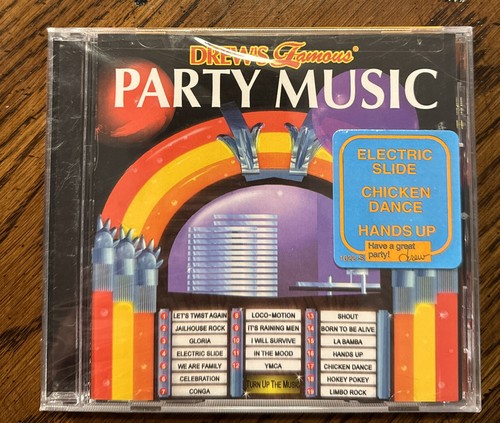 DREW'S Famous®
PARTY MUSIC
ELECTRIC
SLIDE
CHICKEN
DANCE
HANDS UP
Have a great
party! Drew
LET'S TWIST AGAIN
JAILHOUSE ROCK
GLORIA
ELECTRIC SLIDE
WE ARE FAMILY
CELEBRATION
CONGA
LOCO-MOTION
IT'S RAINING MEN
I WILL SURVIVE
IN THE MOOD
YMCA
TURN UP THE MUSIC
SHOUT
BORN TO BE ALIVE
LA BAMBA
HANDS UP
CHICKEN DANCE
HOKEY POKEY
LIMBO ROCK